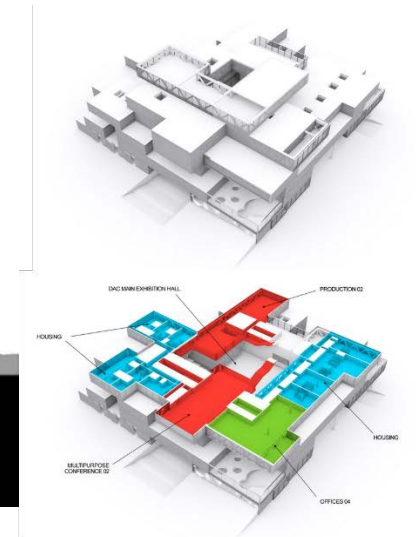 DAC MAIN EXHIBITION HALL
PRODUCTION 02
HOUSING
HOUSING
MULTIPURPOSE
CONFERENCE 02
OFFICES 04